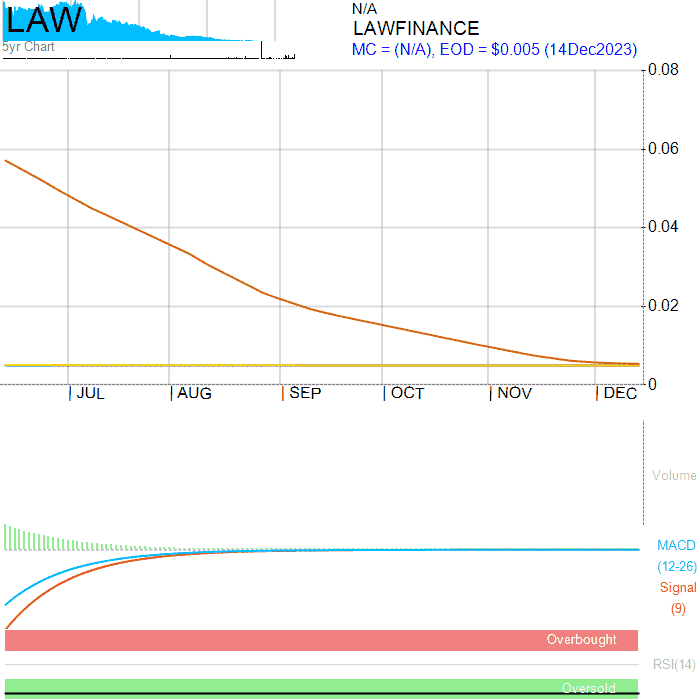 LAW
5yr Chart
N/A
LAWFINANCE
MC = (N/A), EOD = $0.005 (14Dec2023)
0.08
0.06
0.04
0.02
0
JUL
AUG
SEP
OCT
NOV
DEC
Volume
MACD
(12-26)
Signal
(9)
Overbought
RSI(14)
Oversold